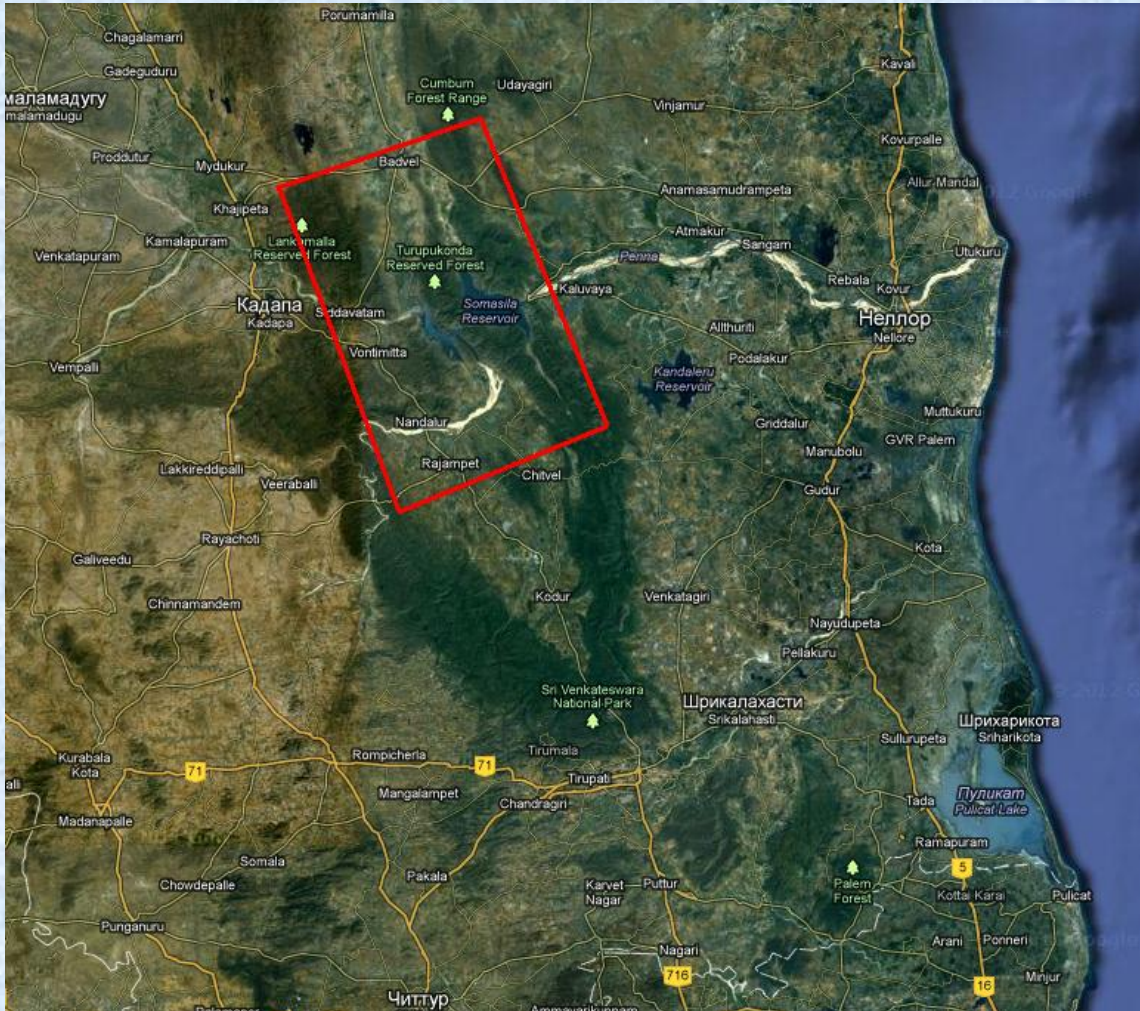 Porumamilla
Chagalamarri
Gadeguduru
Cumbum
Forest Range
Udayagiri
Kavali
маламадугу
malamadugu
Vinjamur
Kovurpalle
Proddutur
Mydukur
Badvel
Allur Mandal
Anamasamudrampeta
Khajipeta
Lankamalla
Reserved Forest
Kamalapuram
Venkatapuram
Turupukonda
Reserved Forest
Atmakur
Sangam
Utukuru
Penna
Rebala
Kovur
Kaluvaya
Somasila
Reservoir
Кадапа
Kadapa
Siddavatam
Неллор
Nellore
Allthuriti
Podalakur
Vontimitta
Vempalli
Kandaleru
Reservoir
Muttukuru
Nandalur
Griddalur
GVR Palem
Manubolu
Lakkireddipalli
Veeraballi
Rajampet
Chitvel
Gudur
Rayachoti
Kota
Galiveedu
Chinnamandem
Kodur
Venkatagiri
Nayudupeta
Pellakuru
Sri Venkateswara
National Park
Шрикалахасти
Srikalahasti
Шрихарикота
Sriharikota
Sullurupeta
Tirumala
Kurabala
Kota
Rompicherla
71
71
Tirupati
alli
Mangalampet
Chandragiri
Пуликат
Pulicat Lake
Tada
Madanapalle
Ramapuram
Somala
Chowdepalle
Pakala
Karvet
Nagar
Puttur
Palem
Forest
5
Kottai Karai
Pulicat
Punganuru
Arani
Ponneri
Nagari
716
Minjur
16
Читтур